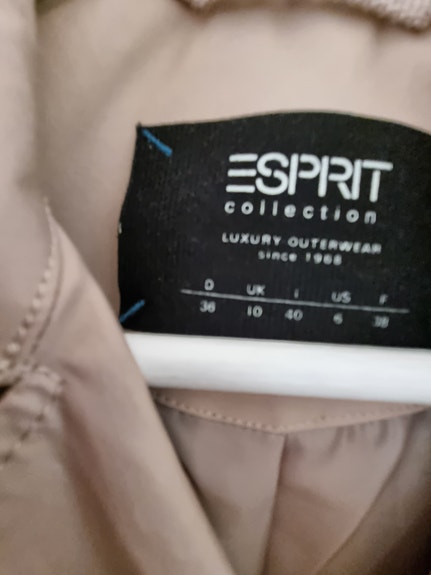 ESPRIT
collection
LUXURY OUTERWEAR
since 1968
D UK I US F
36 10 40 6 38